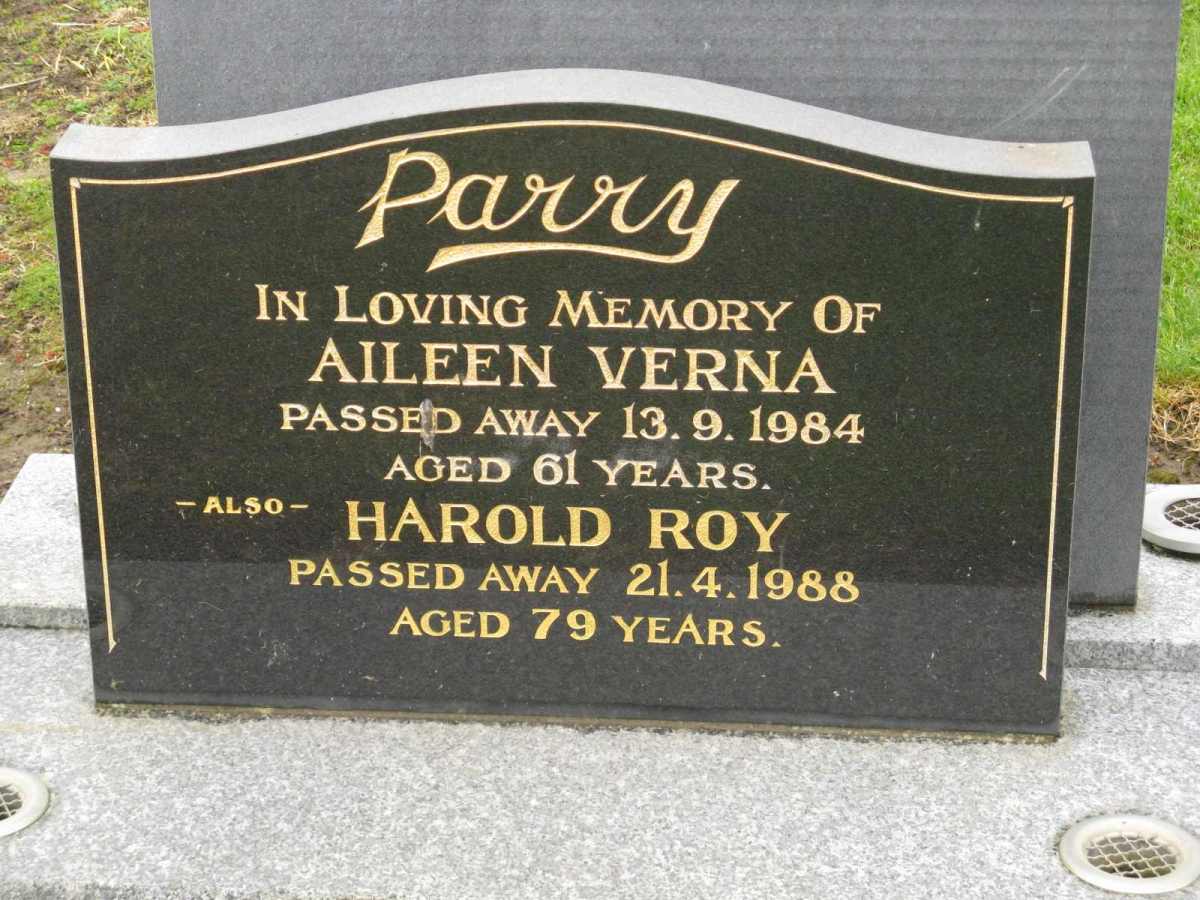 Parry
IN LOVING MEMORY OF
AILEEN VERNA
PASSED AWAY 13.9.1984
AGED 61 YEARS.
-ALSO- HAROLD ROY
PASSED AWAY 21.4.1988
AGED 79 YEARS.